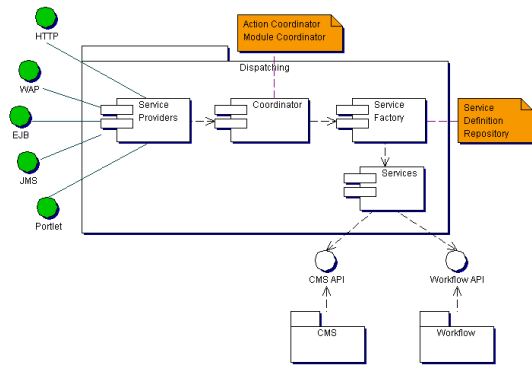 HTTP
Action Coordinator
Module Coordinator
Dispatching
WAP
Service
Providers
Coordinator
Service
Factory
Service
Definition
Repository
EJB
JMS
Services
Portlet
CMS API
Workflow API
CMS
Workflow